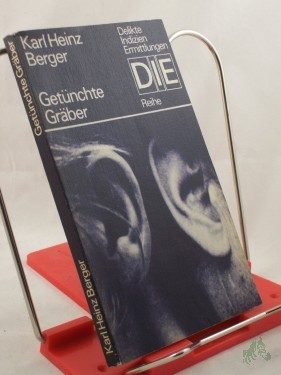 Karl Heinz
Berger
Getünchte
Gräber
Delikte
Indizien
Ermittlungen
DIE
Reihe
Getünchte Gräber
Karl Heinz Berger